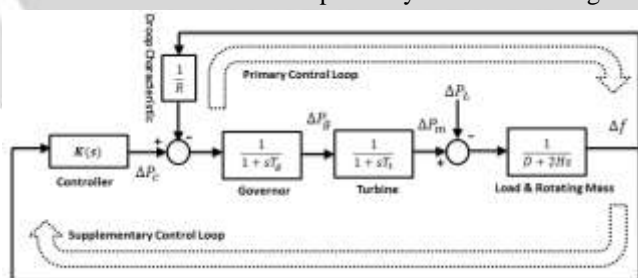 Droop Characteristic
1
R
Primary Control Loop
ΔP_L
ΔP_g
ΔP_m
Δf
K(s)
+
-
1
1 + sT_g
1
1 + sT_t
+
-
1
D + 2Hs
ΔP_c
Controller
Governor
Turbine
Load & Rotating Mass
Supplementary Control Loop